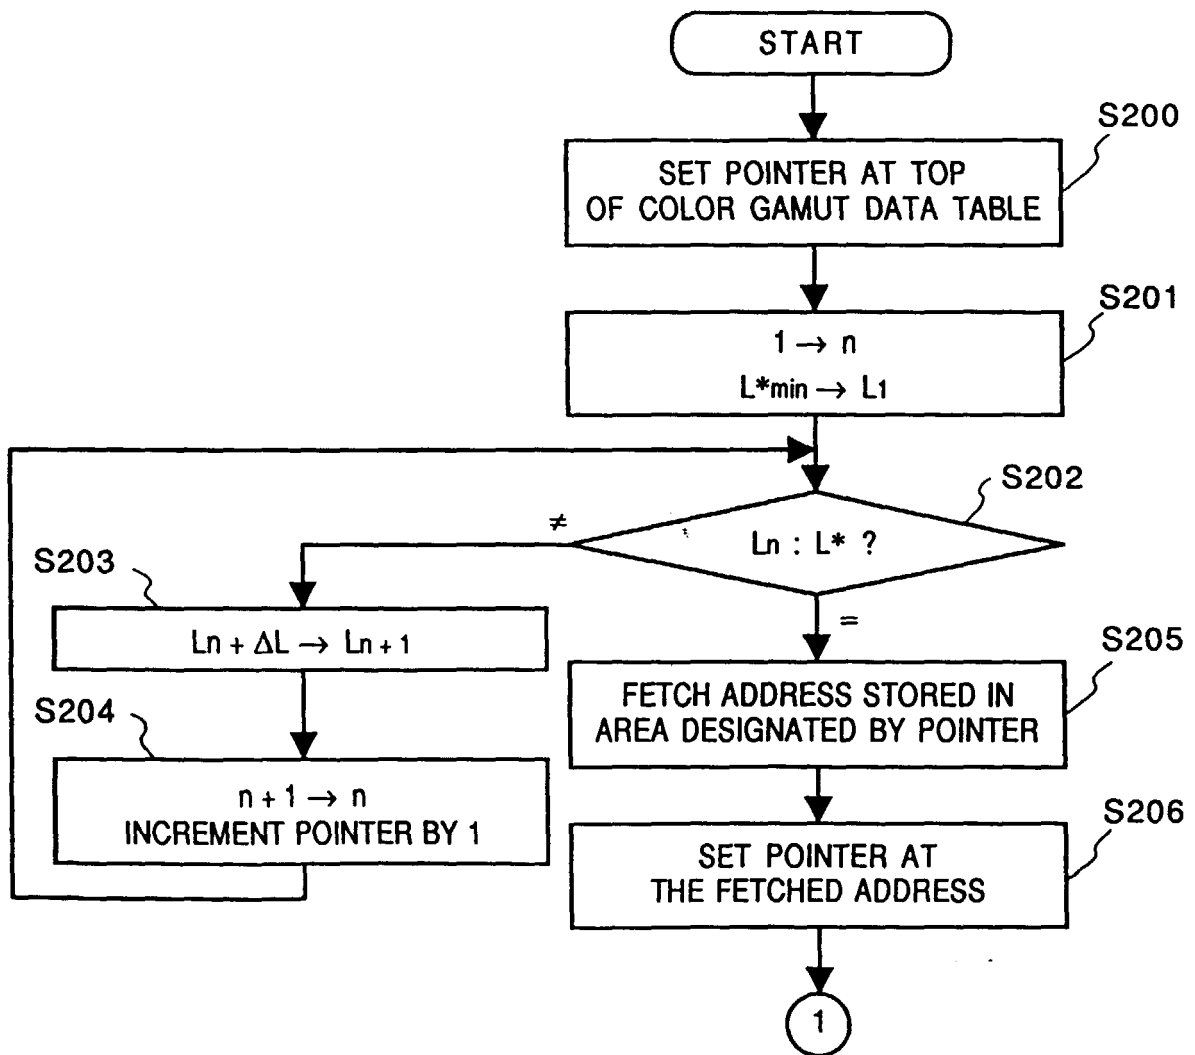 START
S200
SET POINTER AT TOP
OF COLOR GAMUT DATA TABLE
S201
1 → n
L*min → L1
S202
≠
Ln : L* ?
=
S203
Ln + ΔL → Ln + 1
S204
n + 1 → n
INCREMENT POINTER BY 1
S205
FETCH ADDRESS STORED IN
AREA DESIGNATED BY POINTER
S206
SET POINTER AT
THE FETCHED ADDRESS
1